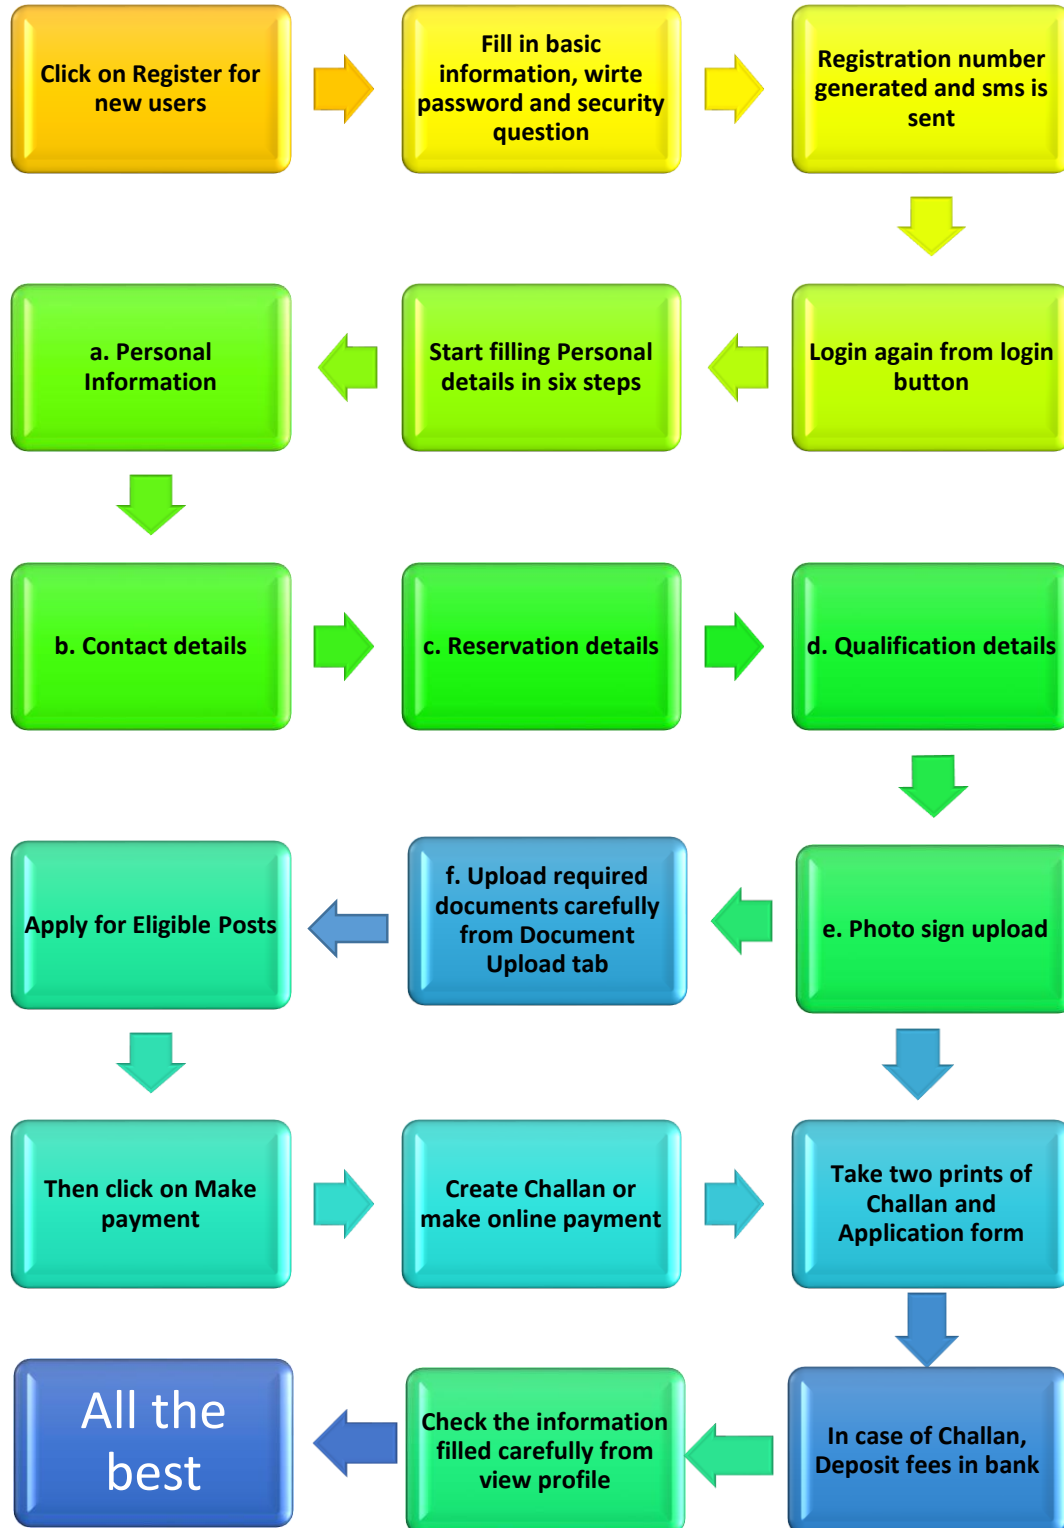 Click on Register for
new users
Fill in basic
information, wirte
password and security
question
Registration number
generated and sms is
sent
Login again from login
button
Start filling Personal
details in six steps
a. Personal
Information
b. Contact details
c. Reservation details
d. Qualification details
e. Photo sign upload
f. Upload required
documents carefully
from Document
Upload tab
Apply for Eligible Posts
Then click on Make
payment
Create Challan or
make online payment
Take two prints of
Challan and
Application form
In case of Challan,
Deposit fees in bank
Check the information
filled carefully from
view profile
All the
best